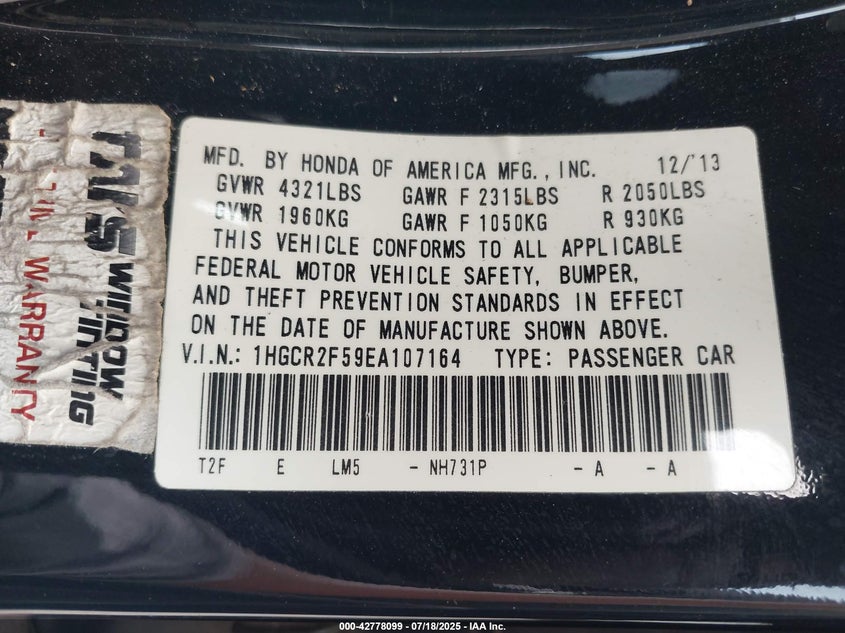 MFD. BY HONDA OF AMERICA MFG., INC. 12/'13
GVWR 4321LBS GAWR F 2315LBS R 2050LBS
GVWR 1960KG GAWR F 1050KG R 930KG
THIS VEHICLE CONFORMS TO ALL APPLICABLE
FEDERAL MOTOR VEHICLE SAFETY, BUMPER,
AND THEFT PREVENTION STANDARDS IN EFFECT
ON THE DATE OF MANUFACTURE SHOWN ABOVE.
V.I.N.: 1HGCR2F59EA107164 TYPE: PASSENGER CAR
T2F E LM5 - NH731P - A - A
WINDOW
WARRANTY
000-42778099 - 07/18/2025 - IAA Inc.